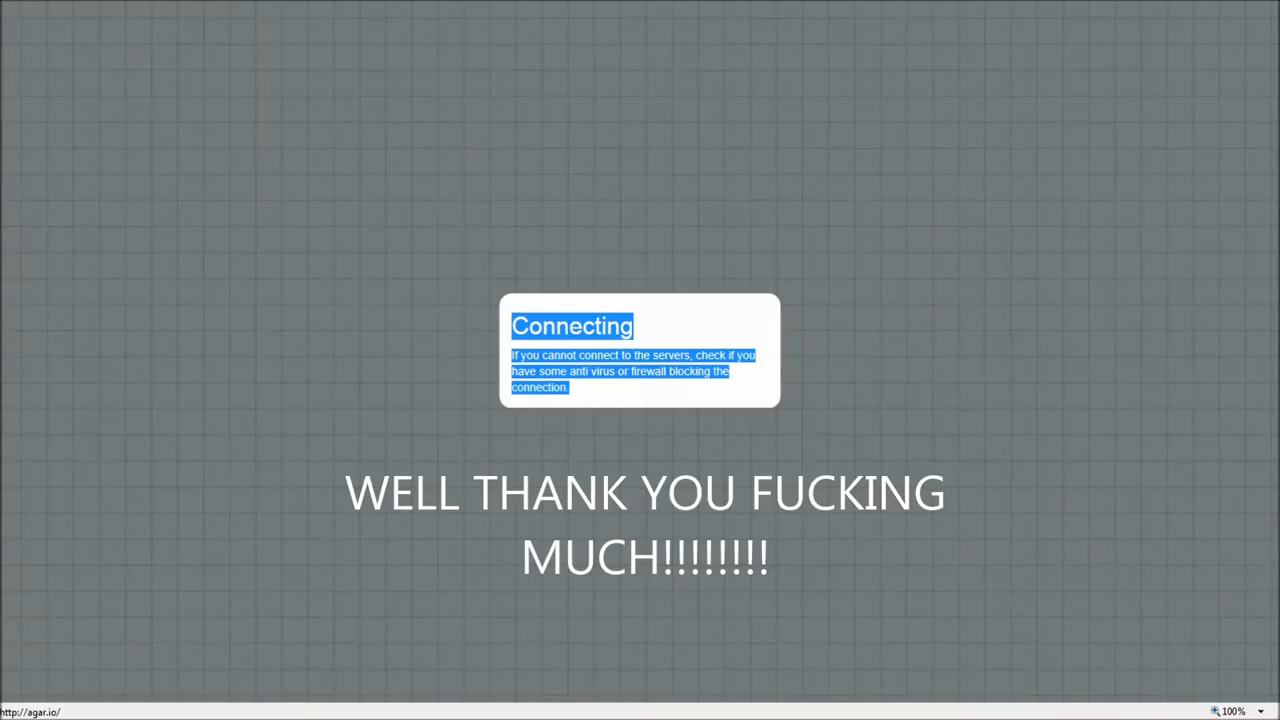 Connecting
If you cannot connect to the servers, check if you
have some anti virus or firewall blocking the
connection.
WELL THANK YOU FUCKING
MUCH!!!!!!!!
http://agar.io/
100%